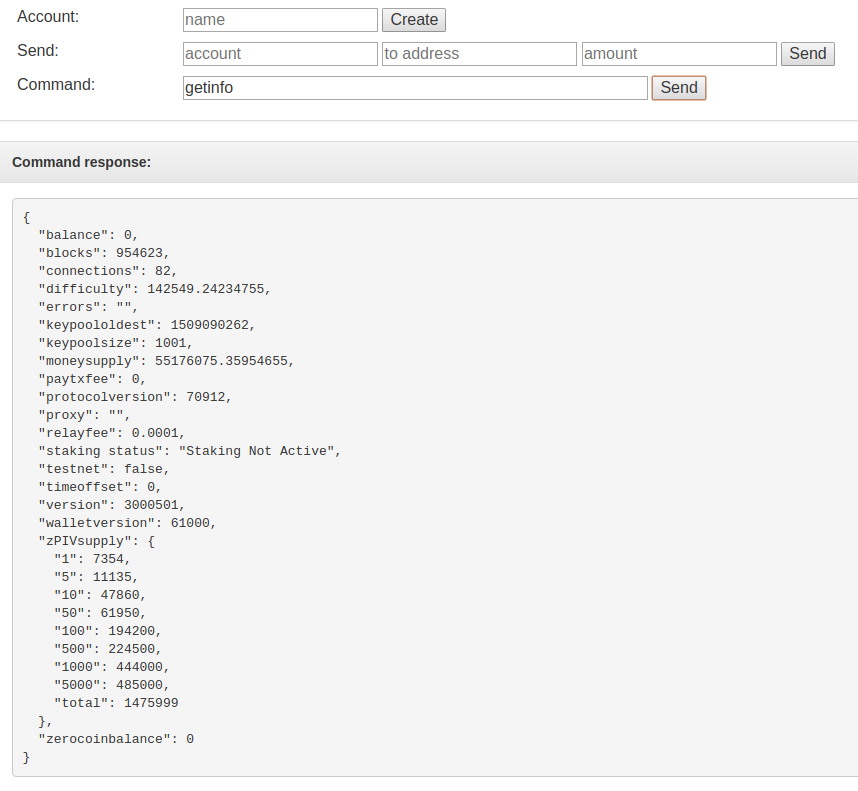 Account: name Create
Send: account to address amount Send
Command: getinfo Send
Command response:
{
  "balance": 0,
  "blocks": 954623,
  "connections": 82,
  "difficulty": 142549.24234755,
  "errors": "",
  "keypoololdest": 1509090262,
  "keypoolsize": 1001,
  "moneysupply": 55176075.35954655,
  "paytxfee": 0,
  "protocolversion": 70912,
  "proxy": "",
  "relayfee": 0.0001,
  "staking status": "Staking Not Active",
  "testnet": false,
  "timeoffset": 0,
  "version": 3000501,
  "walletversion": 61000,
  "zPIVsupply": {
    "1": 7354,
    "5": 11135,
    "10": 47860,
    "50": 61950,
    "100": 194200,
    "500": 224500,
    "1000": 444000,
    "5000": 485000,
    "total": 1475999
  },
  "zerocoinbalance": 0
}